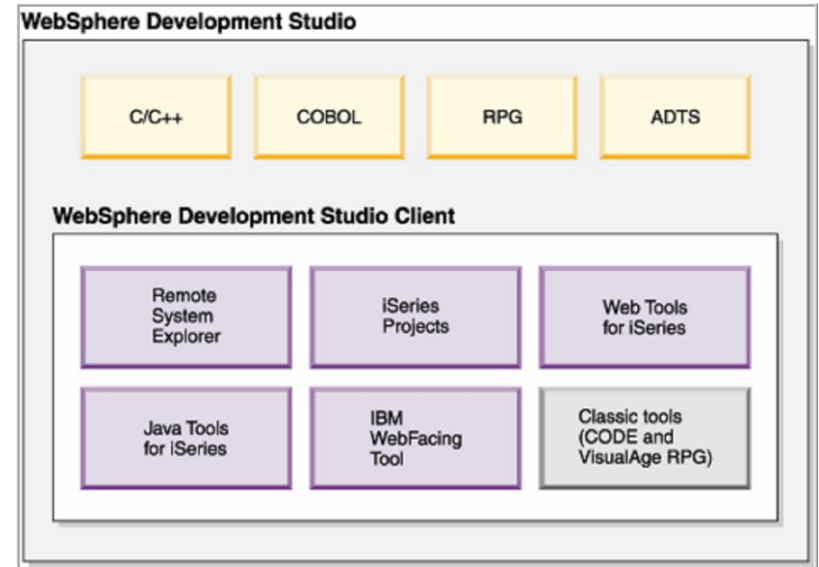 WebSphere Development Studio
C/C++
COBOL
RPG
ADTS
WebSphere Development Studio Client
Remote
System
Explorer
iSeries
Projects
Web Tools
for iSeries
Java Tools
for iSeries
IBM
WebFacing
Tool
Classic tools
(CODE and
VisualAge RPG)